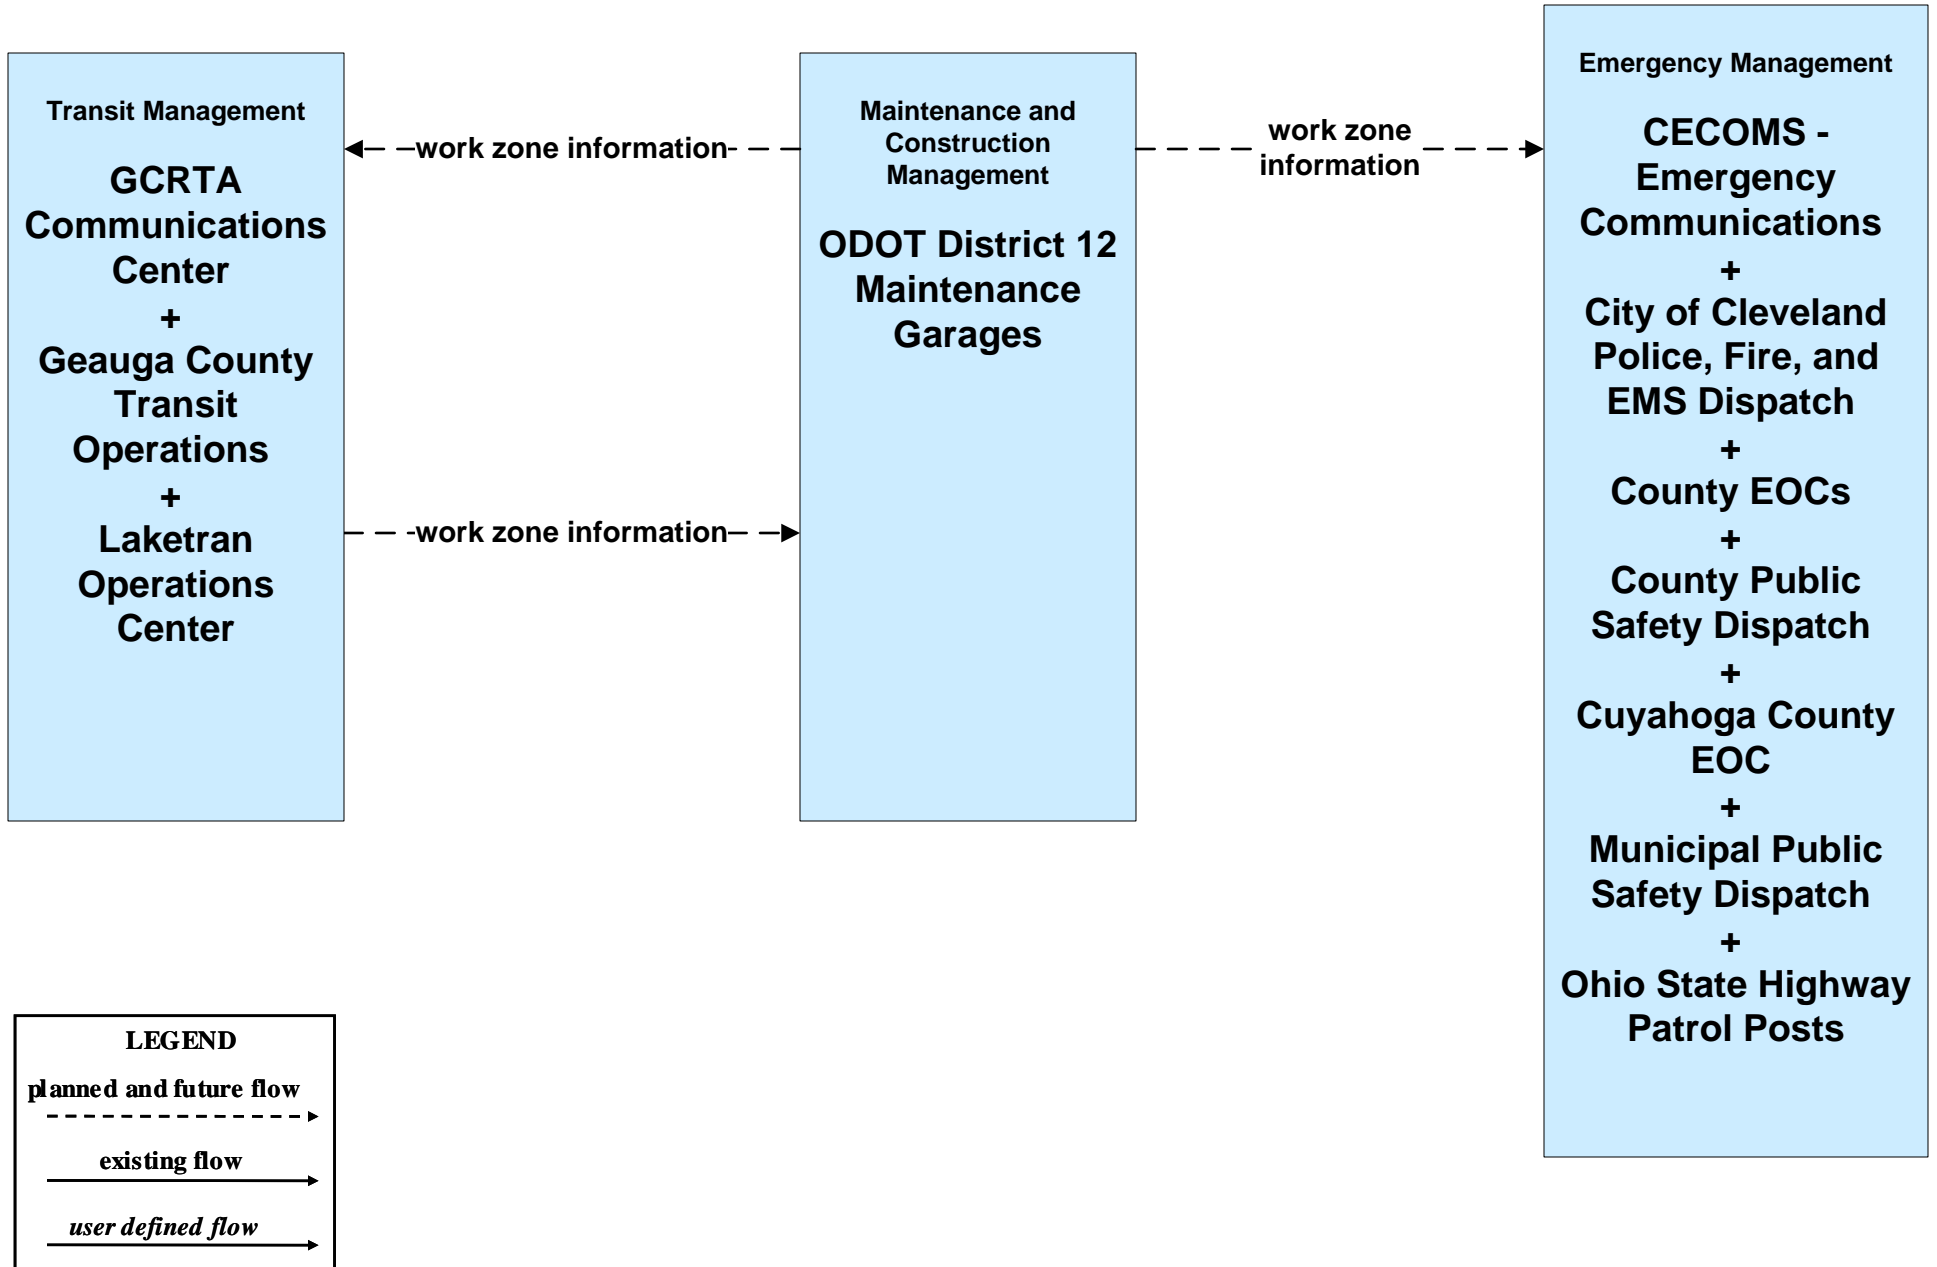 Transit Management
GCRTA
Communications
Center
+
Geauga County
Transit
Operations
+
Laketran
Operations
Center
work zone information
work zone information
Maintenance and
Construction
Management
ODOT District 12
Maintenance
Garages
work zone
information
Emergency Management
CECOMS -
Emergency
Communications
+
City of Cleveland
Police, Fire, and
EMS Dispatch
+
County EOCs
+
County Public
Safety Dispatch
+
Cuyahoga County
EOC
+
Municipal Public
Safety Dispatch
+
Ohio State Highway
Patrol Posts
LEGEND
planned and future flow
existing flow
user defined flow